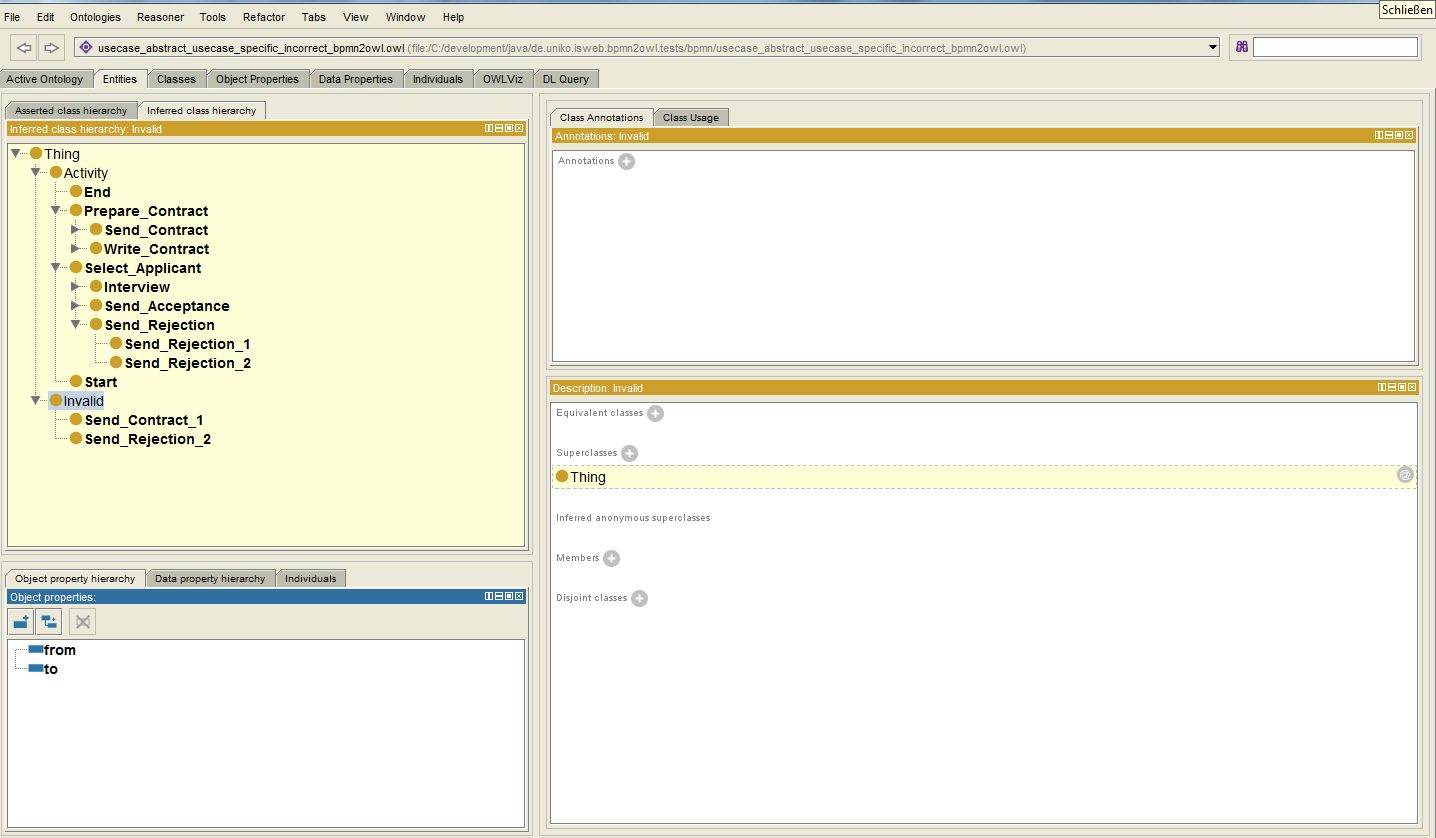 Schließen
File Edit Ontologies Reasoner Tools Refactor Tabs View Window Help
usecase_abstract_usecase_specific_incorrect_bpmn2owl.owl (file:/C:/development/java/de.uniko.isweb.bpmn2owl.tests/bpmn/usecase_abstract_usecase_specific_incorrect_bpmn2owl.owl)
Active Ontology Entities Classes Object Properties Data Properties Individuals OWLViz DL Query
Asserted class hierarchy Inferred class hierarchy
Inferred class hierarchy: Invalid
Thing
Activity
End
Prepare_Contract
Send_Contract
Write_Contract
Select_Applicant
Interview
Send_Acceptance
Send_Rejection
Send_Rejection_1
Send_Rejection_2
Start
Invalid
Send_Contract_1
Send_Rejection_2
Object property hierarchy Data property hierarchy Individuals
Object properties:
from
to
Class Annotations Class Usage
Annotations: Invalid
Annotations
Description: Invalid
Equivalent classes
Superclasses
Thing
@
Inferred anonymous superclasses
Members
Disjoint classes